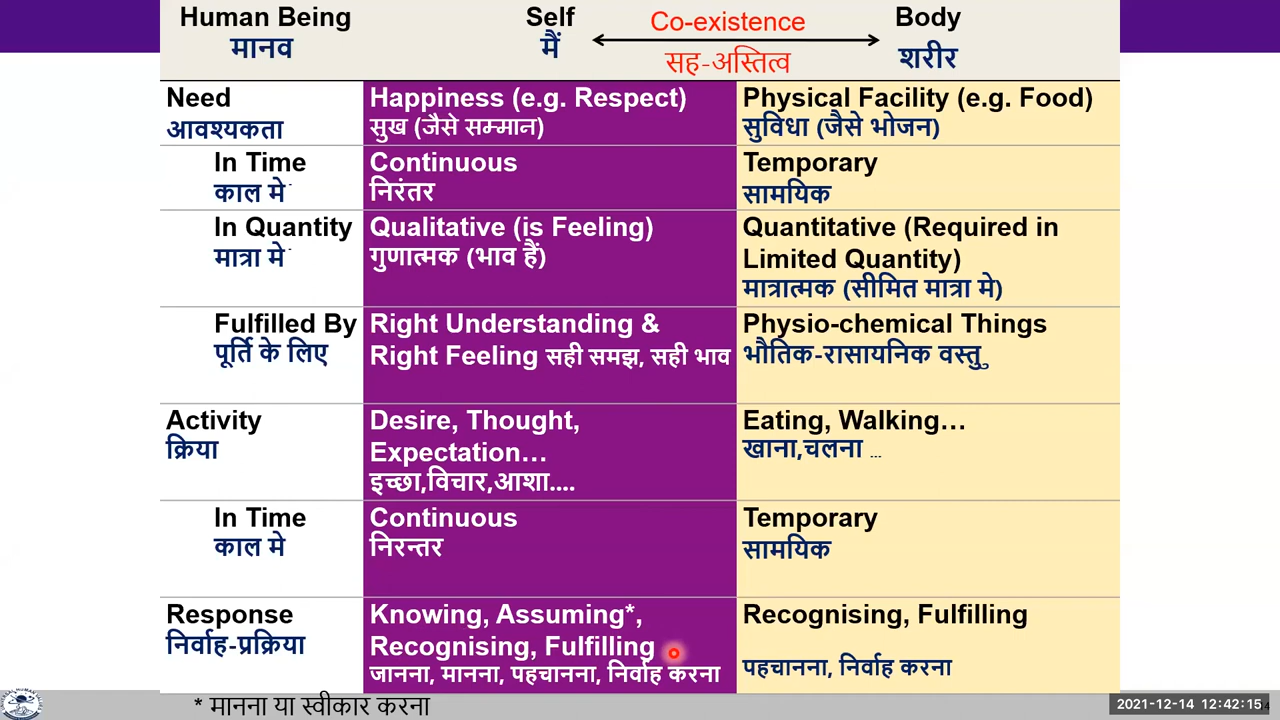 Human Being
मानव
Self
मैं
Co-existence
सह-अस्तित्व
Body
शरीर
Need
आवश्यकता
Happiness (e.g. Respect)
सुख (जैसे सम्मान)
Physical Facility (e.g. Food)
सुविधा (जैसे भोजन)
In Time
काल मे
Continuous
निरंतर
Temporary
सामयिक
In Quantity
मात्रा मे
Qualitative (is Feeling)
गुणात्मक (भाव हैं)
Quantitative (Required in
Limited Quantity)
मात्रात्मक (सीमित मात्रा मे)
Fulfilled By
पूर्ति के लिए
Right Understanding &
Right Feeling सही समझ, सही भाव
Physio-chemical Things
भौतिक-रासायनिक वस्तु
Activity
क्रिया
Desire, Thought,
Expectation…
इच्छा,विचार,आशा....
Eating, Walking…
खाना,चलना ...
In Time
काल मे
Continuous
निरन्तर
Temporary
सामयिक
Response
निर्वाह-प्रक्रिया
Knowing, Assuming*,
Recognising, Fulfilling
जानना, मानना, पहचानना, निर्वाह करना
Recognising, Fulfilling
पहचानना, निर्वाह करना
* मानना या स्वीकार करना
2021-12-14 12:42:15